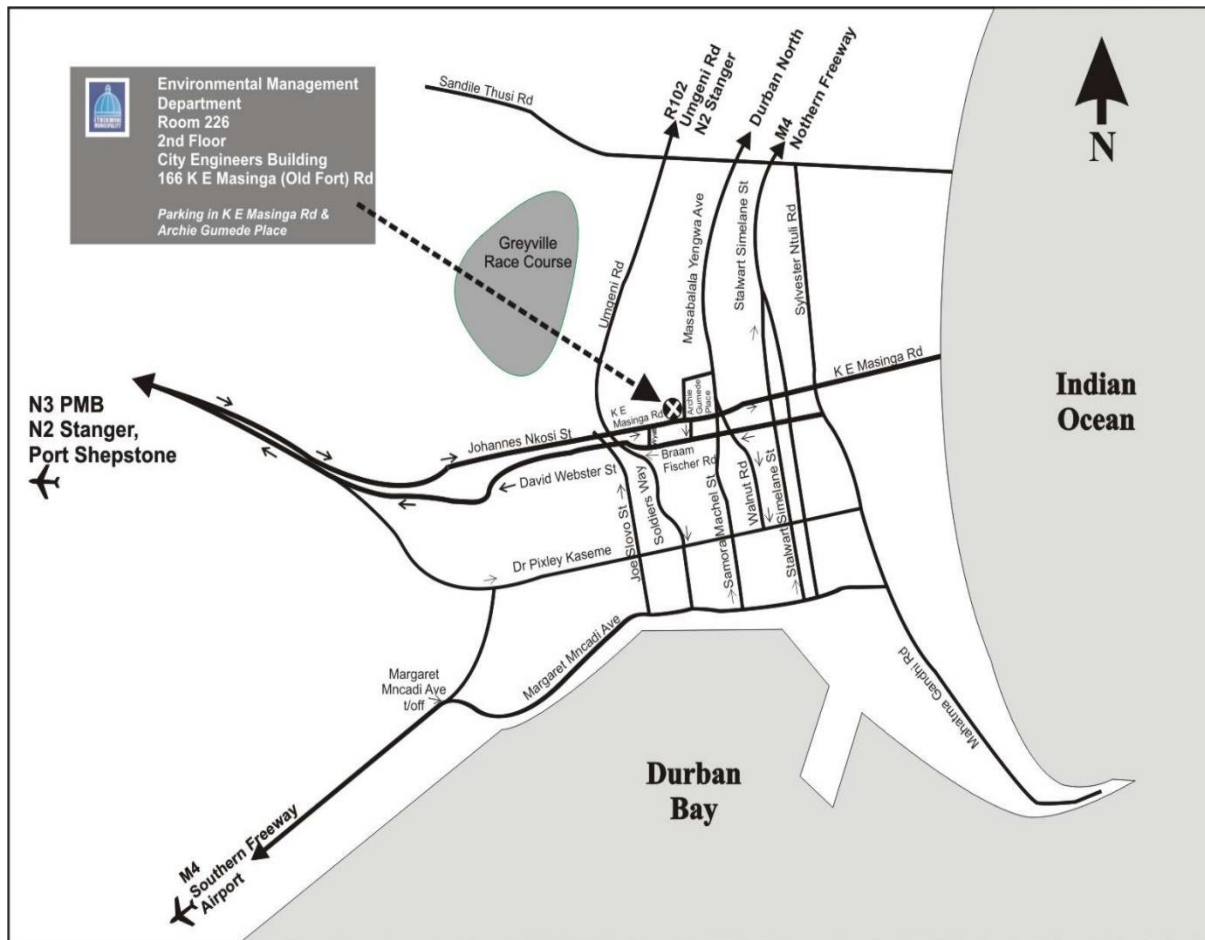 Environmental Management
Department
Room 226
2nd Floor
City Engineers Building
166 K E Masinga (Old Fort) Rd
Parking in K E Masinga Rd &
Archie Gumede Place
Sandile Thusi Rd
R102
Umgeni Rd
N2 Stanger
Durban North
M4
Nothern Freeway
N
Greyville
Race Course
Umgeni Rd
Masabalala Yengwa Ave
Stalwart Simelane St
Sylvester Ntuli Rd
K E Masinga Rd
Indian
Ocean
N3 PMB
N2 Stanger,
Port Shepstone
K E
Masinga Rd
Archie
Gumede
Place
Johannes Nkosi St
Braam
Fischer Rd
David Webster St
Soldiers Way
Joe Slovo St
Samora Machel St
Walnut Rd
Stalwart Simelane St
Dr Pixley Kaseme
Margaret
Mncadi Ave
t/off
Margaret Mncadi Ave
Mahatma Gandhi Rd
Durban
Bay
M4
Southern Freeway
Airport